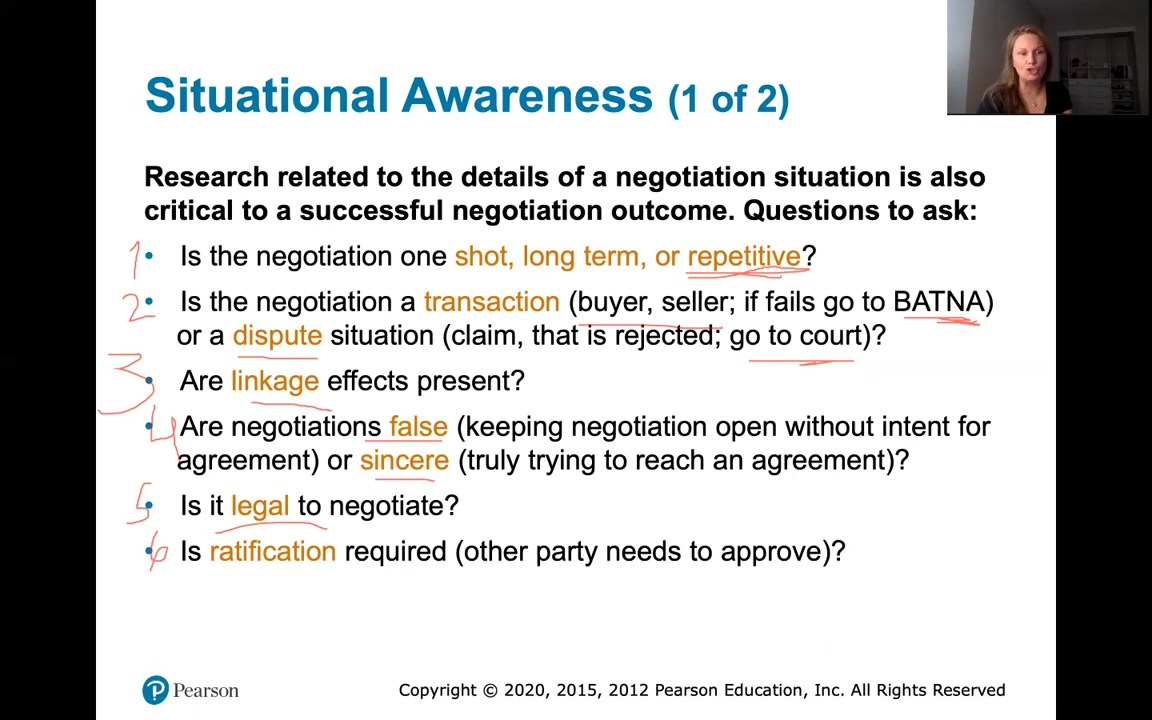 Situational Awareness (1 of 2)
Research related to the details of a negotiation situation is also
critical to a successful negotiation outcome. Questions to ask:
1 • Is the negotiation one shot, long term, or repetitive?
2 • Is the negotiation a transaction (buyer, seller; if fails go to BATNA)
or a dispute situation (claim, that is rejected; go to court)?
3 • Are linkage effects present?
4 • Are negotiations false (keeping negotiation open without intent for
agreement) or sincere (truly trying to reach an agreement)?
5 • Is it legal to negotiate?
6 • Is ratification required (other party needs to approve)?
P Pearson
Copyright © 2020, 2015, 2012 Pearson Education, Inc. All Rights Reserved